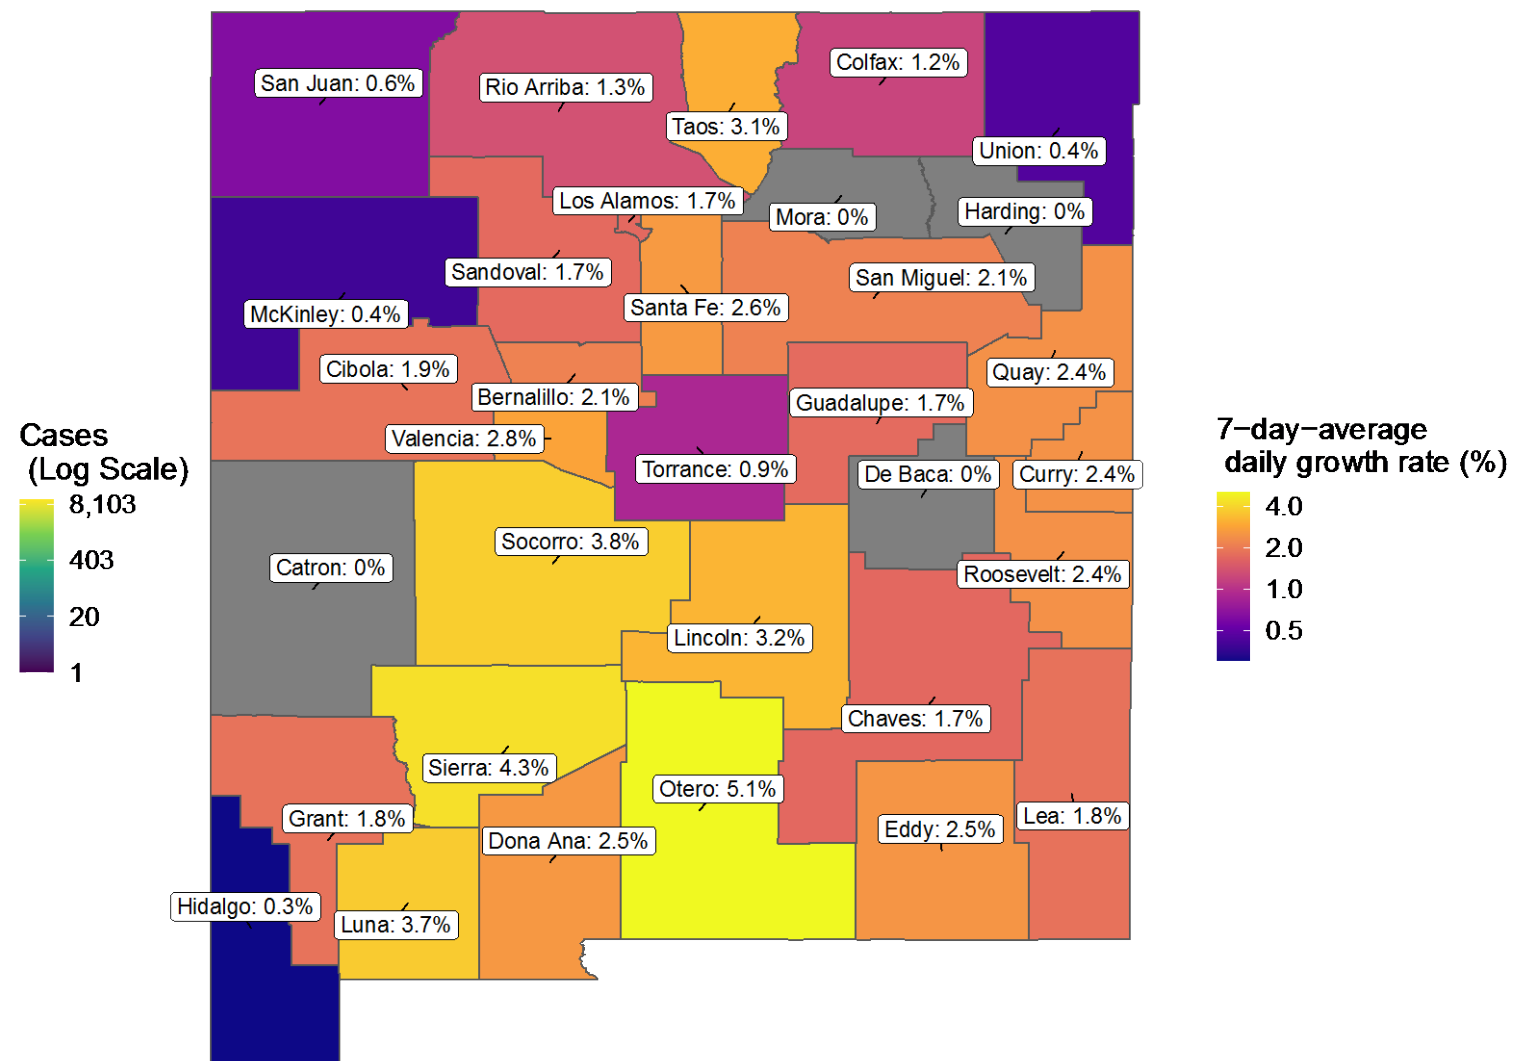 San Juan: 0.6%
Rio Arriba: 1.3%
Colfax: 1.2%
Taos: 3.1%
Union: 0.4%
Los Alamos: 1.7%
Mora: 0%
Harding: 0%
Sandoval: 1.7%
San Miguel: 2.1%
McKinley: 0.4%
Santa Fe: 2.6%
Cibola: 1.9%
Quay: 2.4%
Bernalillo: 2.1%
Guadalupe: 1.7%
Valencia: 2.8%
Torrance: 0.9%
De Baca: 0%
Curry: 2.4%
Socorro: 3.8%
Catron: 0%
Roosevelt: 2.4%
Lincoln: 3.2%
Chaves: 1.7%
Sierra: 4.3%
Otero: 5.1%
Grant: 1.8%
Dona Ana: 2.5%
Eddy: 2.5%
Lea: 1.8%
Hidalgo: 0.3%
Luna: 3.7%
Cases
(Log Scale)
8,103
403
20
1
7-day-average
daily growth rate (%)
4.0
2.0
1.0
0.5